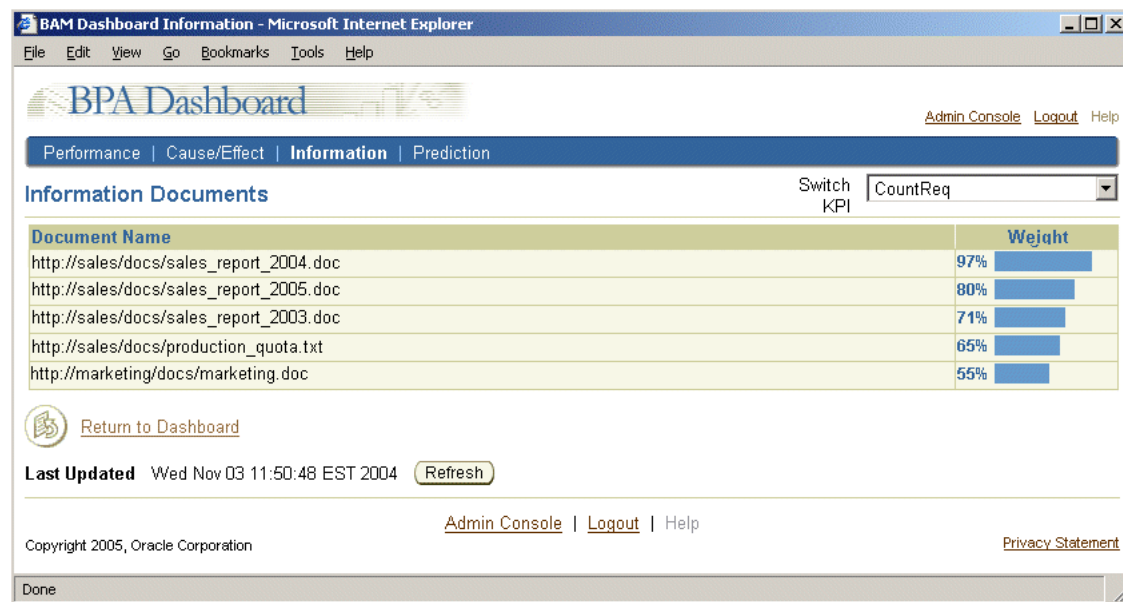 BAM Dashboard Information - Microsoft Internet Explorer
File Edit View Go Bookmarks Tools Help
BPA Dashboard
Admin Console Logout Help
Performance | Cause/Effect | Information | Prediction
Information Documents
Switch KPI CountReq
Document Name Weight
http://sales/docs/sales_report_2004.doc 97%
http://sales/docs/sales_report_2005.doc 80%
http://sales/docs/sales_report_2003.doc 71%
http://sales/docs/production_quota.txt 65%
http://marketing/docs/marketing.doc 55%
Return to Dashboard
Last Updated Wed Nov 03 11:50:48 EST 2004 Refresh
Admin Console | Logout | Help
Copyright 2005, Oracle Corporation
Privacy Statement
Done